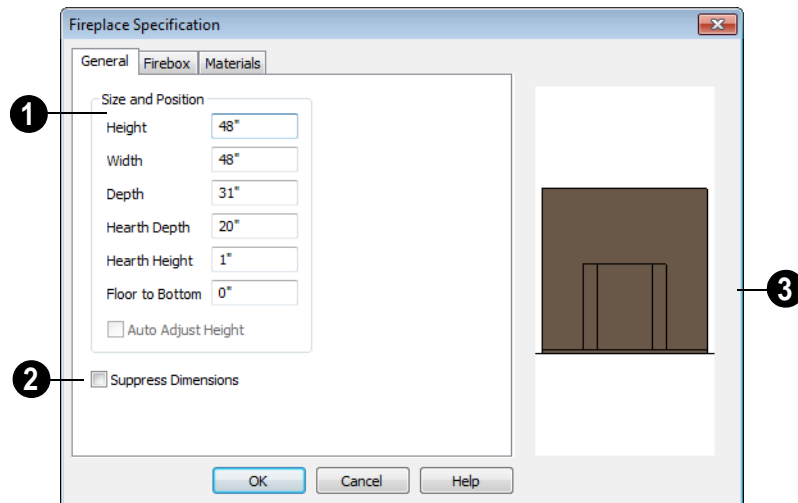 Fireplace Specification
General Firebox Materials
1
Size and Position
Height 48"
Width 48"
Depth 31"
Hearth Depth 20"
Hearth Height 1"
Floor to Bottom 0"
Auto Adjust Height
3
2
Suppress Dimensions
OK Cancel Help